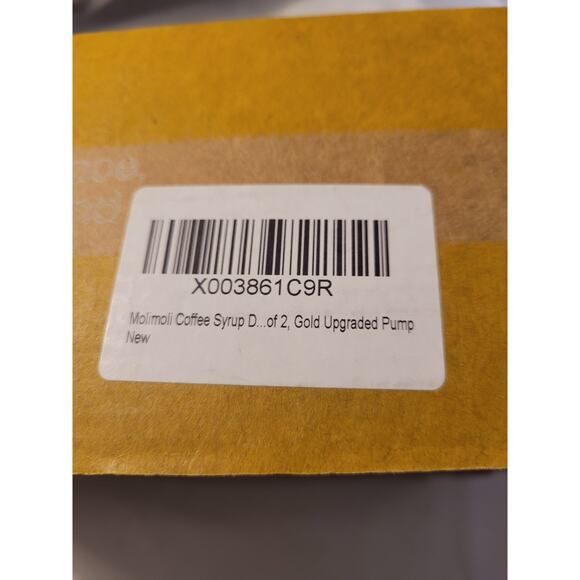 X003861C9R
Molimoli Coffee Syrup D...of 2, Gold Upgraded Pump
New